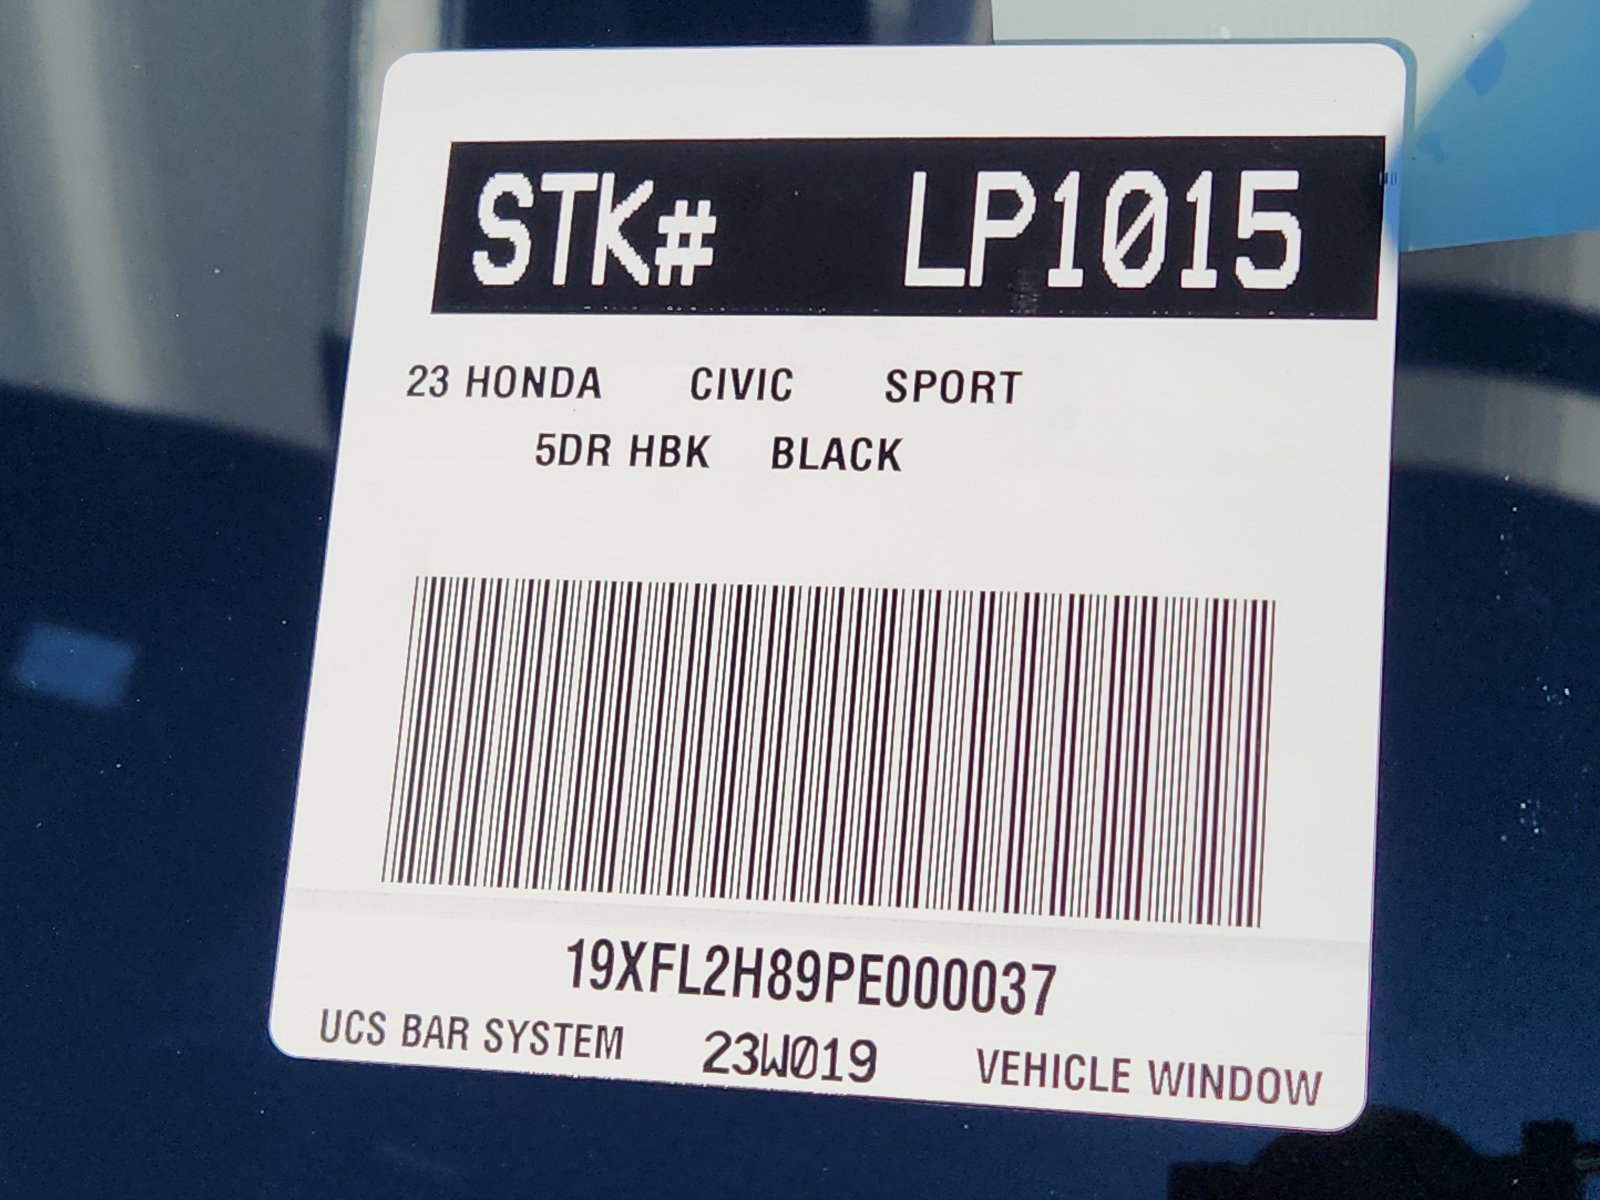 STK# LP1015
23 HONDA CIVIC SPORT
5DR HBK BLACK
19XFL2H89PE000037
UCS BAR SYSTEM 23W019 VEHICLE WINDOW